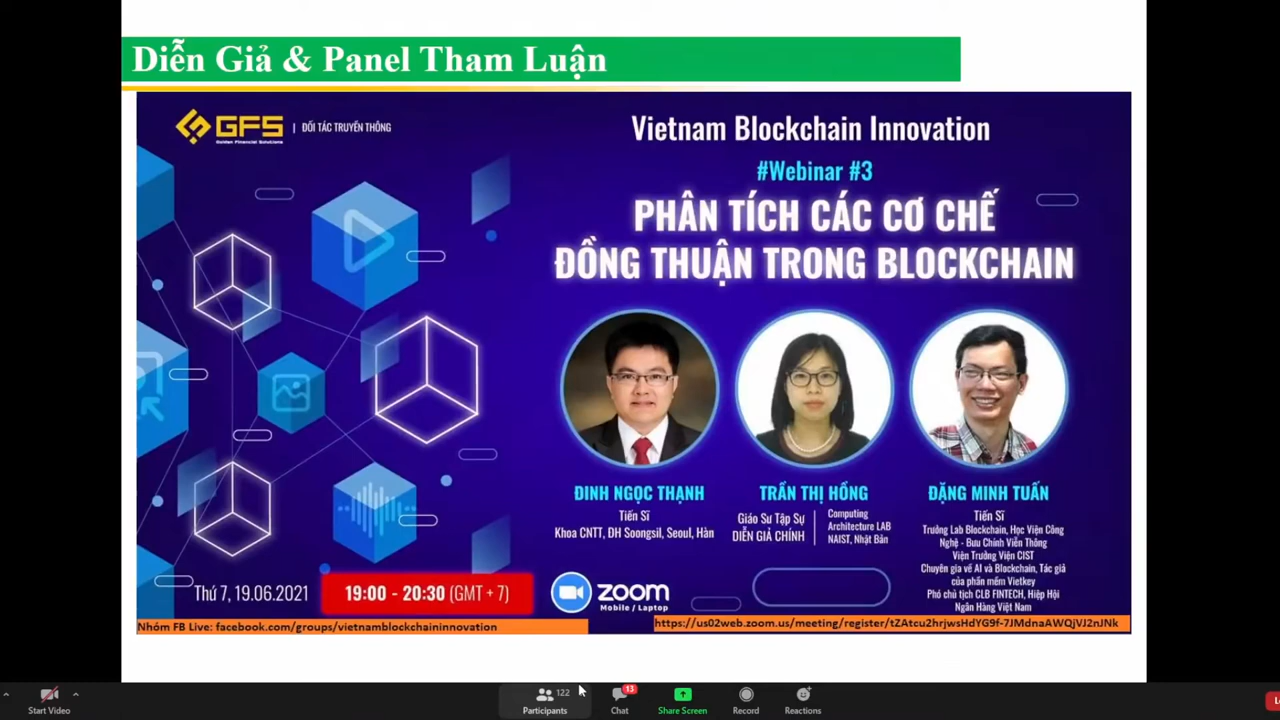 Diễn Giả & Panel Tham Luận
GFS
Golden Financial Solutions
ĐỐI TÁC TRUYỀN THÔNG
Vietnam Blockchain Innovation
#Webinar #3
PHÂN TÍCH CÁC CƠ CHẾ
ĐỒNG THUẬN TRONG BLOCKCHAIN
ĐINH NGỌC THẠNH
Tiến Sĩ
Khoa CNTT, ĐH Soongsil, Seoul, Hàn
TRẦN THỊ HỒNG
Giáo Sư Tập Sự
DIỄN GIẢ CHÍNH
Computing
Architecture LAB
NAIST, Nhật Bản
ĐẶNG MINH TUẤN
Tiến Sĩ
Trưởng Lab Blockchain, Học Viện Công
Nghệ - Bưu Chính Viễn Thông
Viện Trưởng Viện CIST
Chuyên gia về AI và Blockchain, Tác giả
của phần mềm Vietkey
Phó chủ tịch CLB FINTECH, Hiệp Hội
Ngân Hàng Việt Nam
Thứ 7, 19.06.2021
19:00 - 20:30 (GMT + 7)
zoom
Mobile / Laptop
Nhóm FB Live: facebook.com/groups/vietnamblockchaininnovation
https://us02web.zoom.us/meeting/register/tZAtcu2hrjwsHdYG9f-7JMdnaAWQjVJ2nJNk
Start Video
122
Participants
13
Chat
Share Screen
Record
Reactions